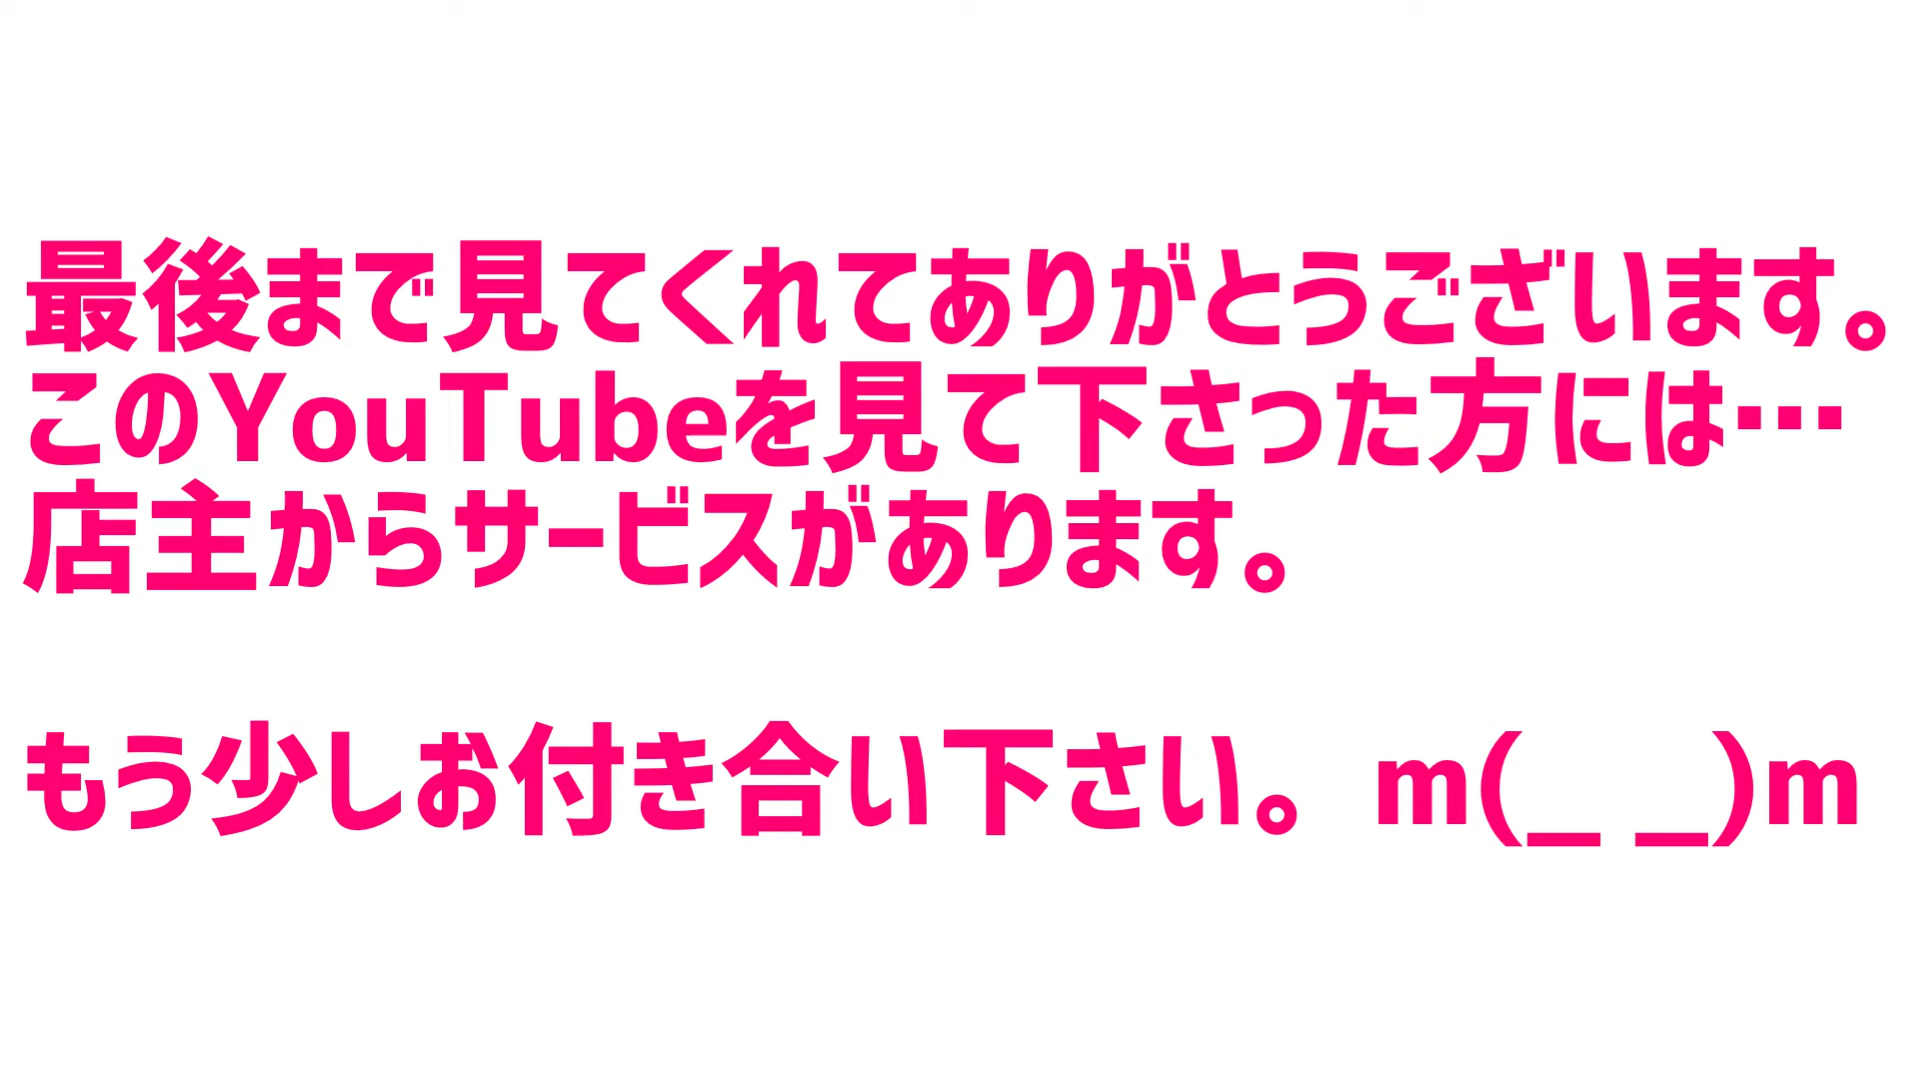 最後まで見てくれてありがとうございます。
このYouTubeを見て下さった方には…
店主からサービスがあります。
もう少しお付き合い下さい。m(_ _)m